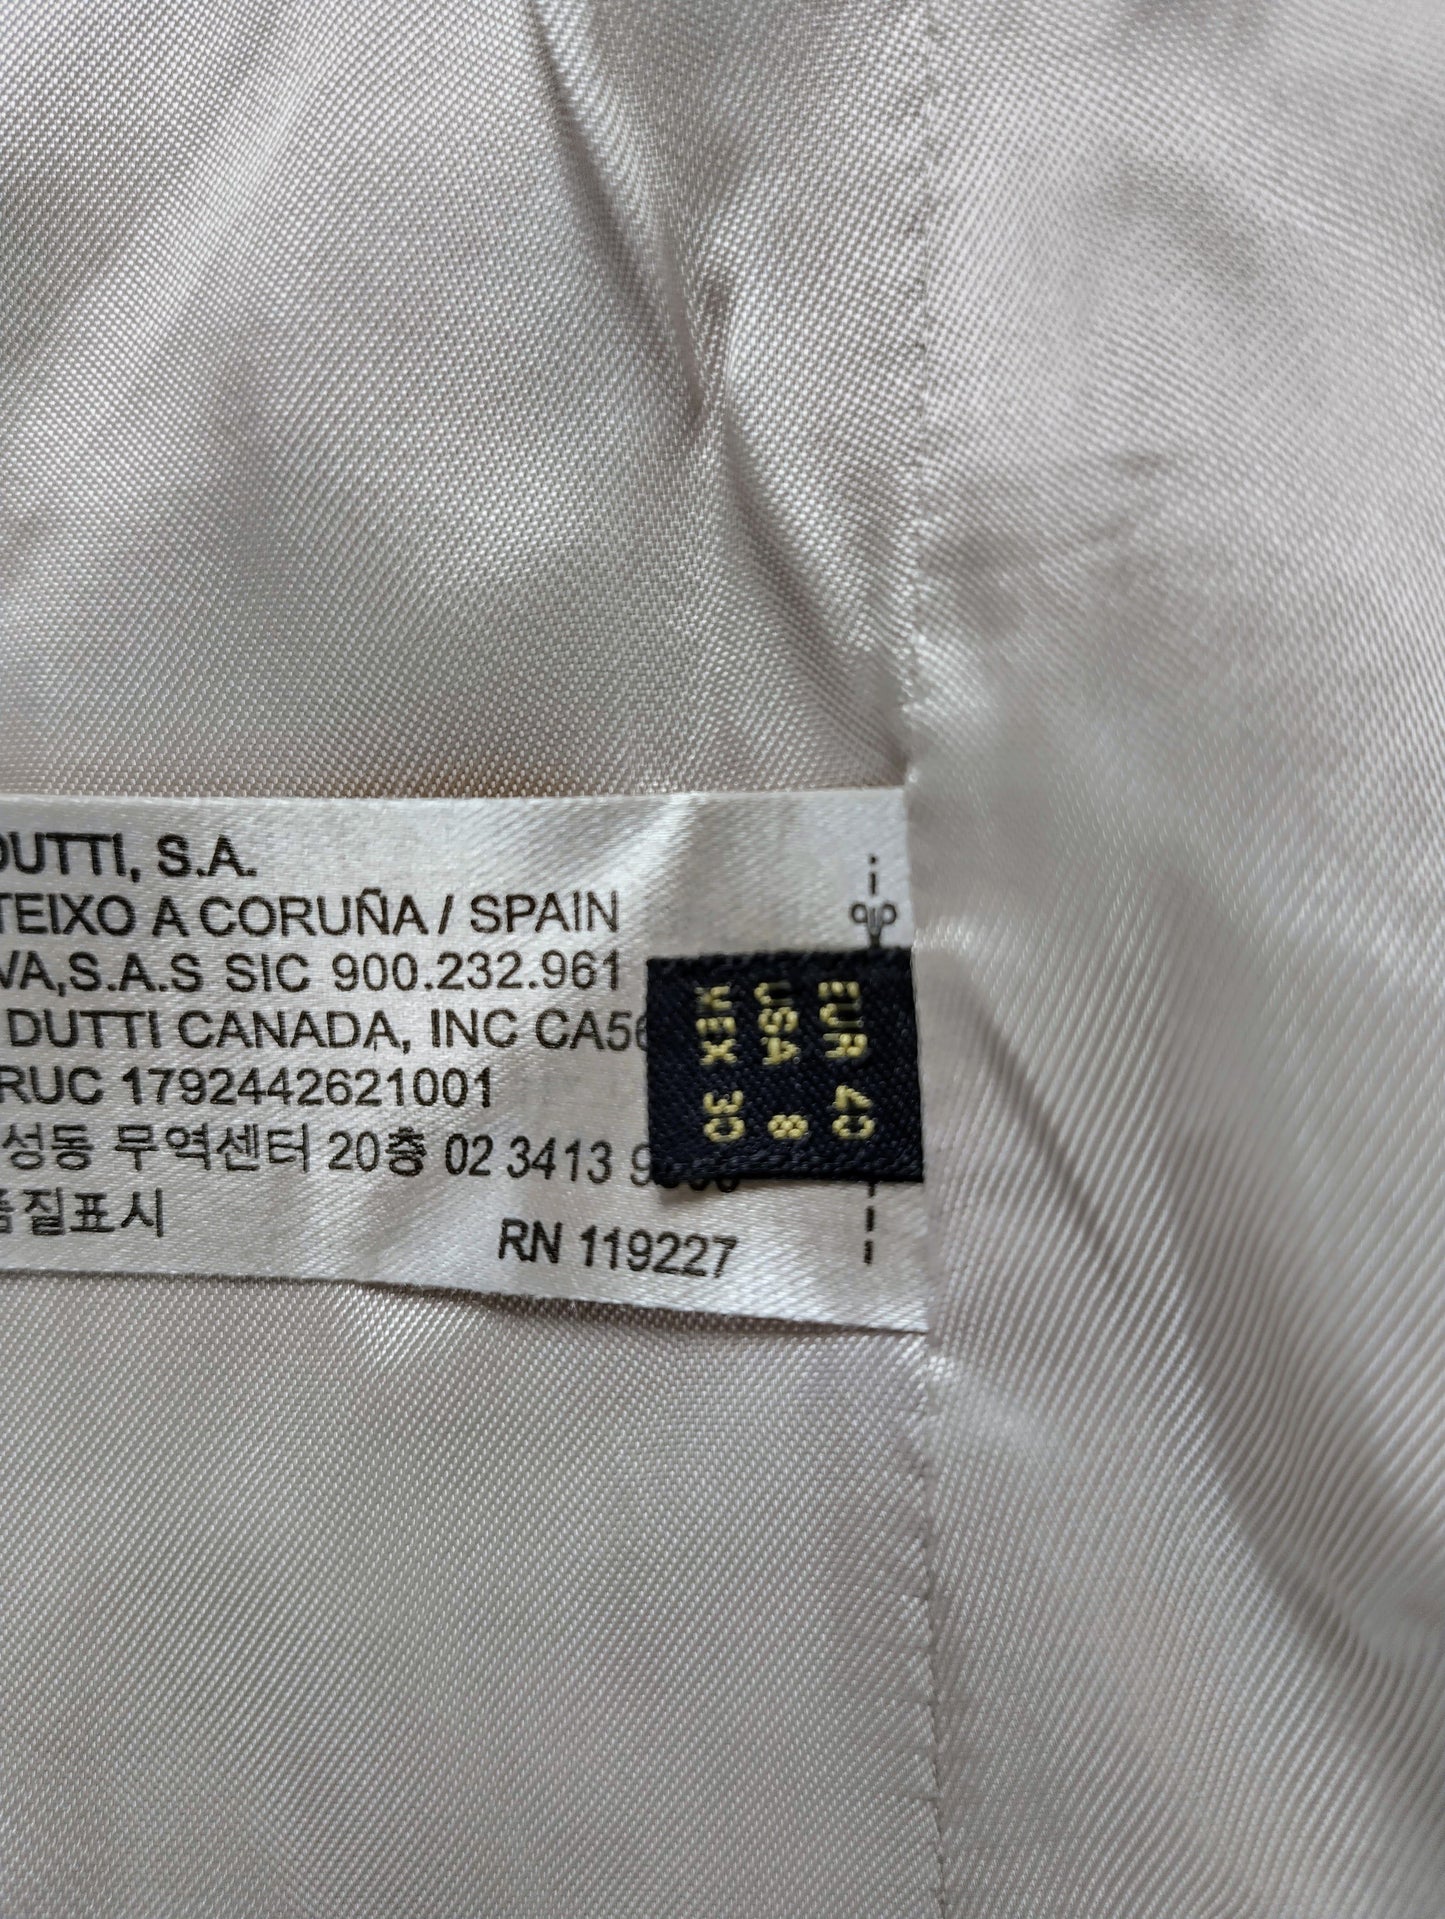 DUTTI, S.A.
TEIXO A CORUÑA / SPAIN
VA,S.A.S SIC 900.232.961
DUTTI CANADA, INC CA56
RUC 1792442621001
성동 무역센터 20층 02 3413 9
품질표시
RN 119227
EUR 40
USA 8
MEX 30